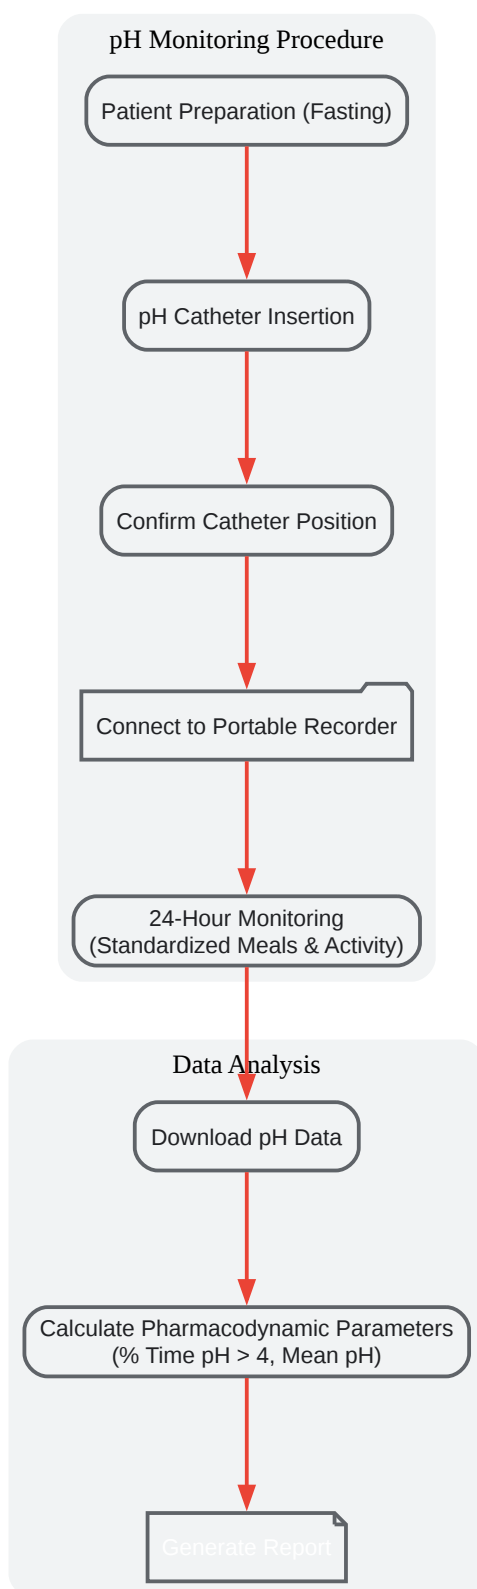 pH Monitoring Procedure
Patient Preparation (Fasting)
pH Catheter Insertion
Confirm Catheter Position
Connect to Portable Recorder
24-Hour Monitoring
(Standardized Meals & Activity)
Data Analysis
Download pH Data
Calculate Pharmacodynamic Parameters
(% Time pH > 4, Mean pH)
Generate Report